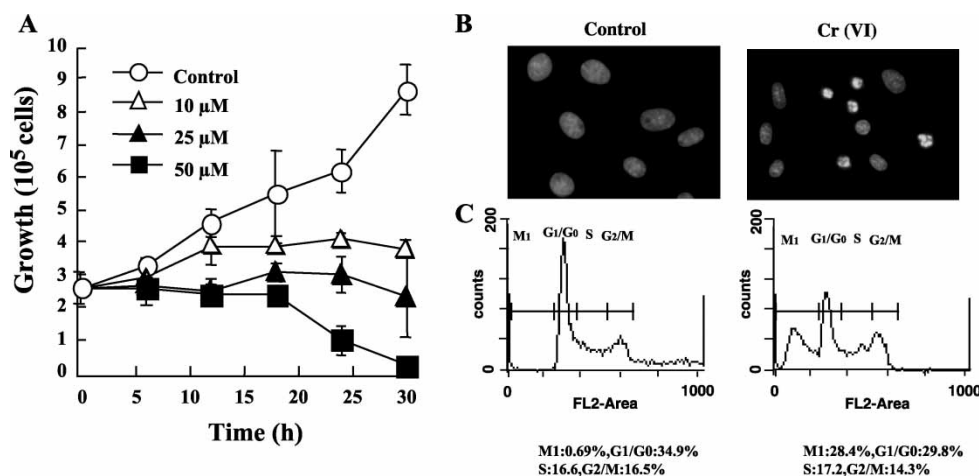 A
10
9
8
7
6
5
4
3
2
1
0
Growth (10⁵ cells)
Control
10 µM
25 µM
50 µM
0 5 10 15 20 25 30
Time (h)
B
Control
Cr (VI)
C
200
counts
0
M1 G1/G0 S G2/M
0 1000
FL2-Area
M1:0.69%,G1/G0:34.9%
S:16.6,G2/M:16.5%
200
counts
0
M1 G1/G0 S G2/M
0 1000
FL2-Area
M1:28.4%,G1/G0:29.8%
S:17.2,G2/M:14.3%